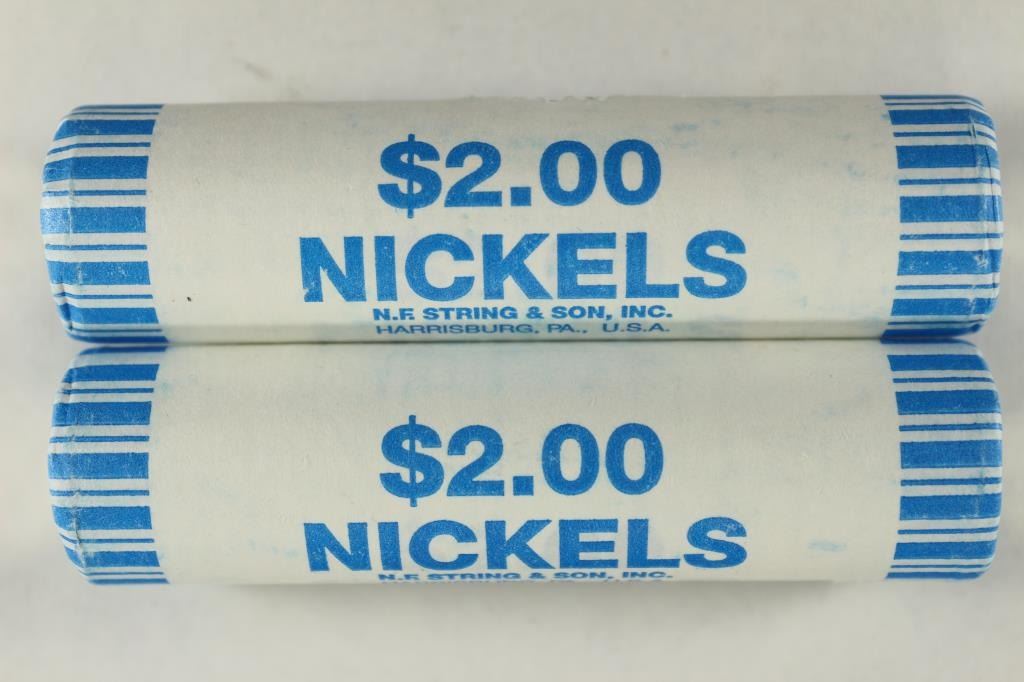 $2.00
NICKELS
N.F. STRING & SON, INC.
HARRISBURG, PA., U.S.A.
$2.00
NICKELS
N.F. STRING & SON, INC.